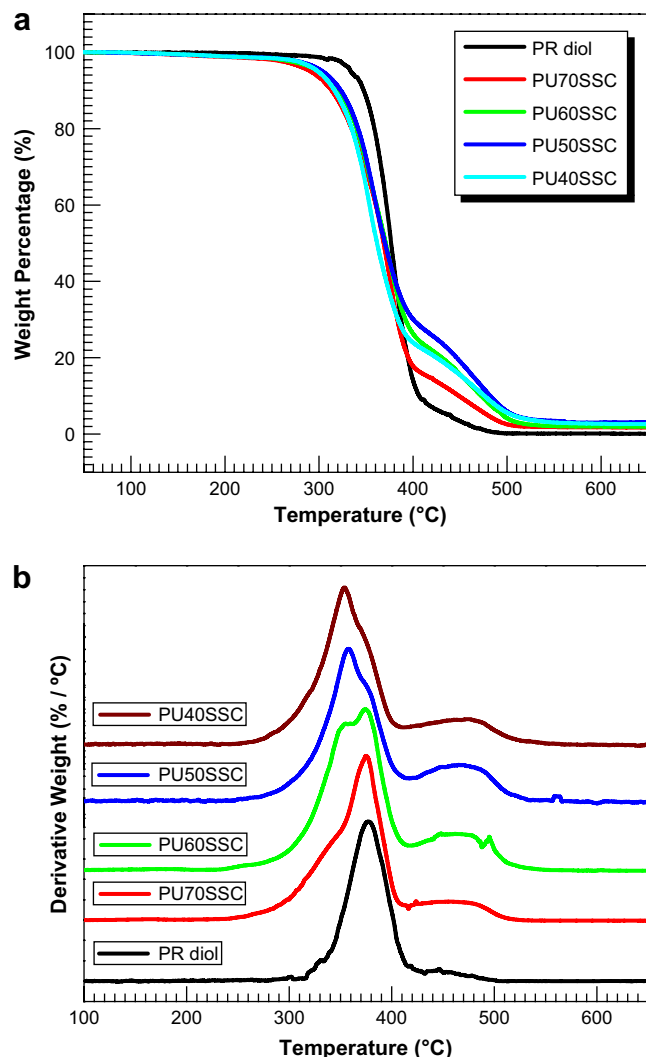 a
100
80
60
40
20
0
Weight Percentage (%)
PR diol
PU70SSC
PU60SSC
PU50SSC
PU40SSC
100 200 300 400 500 600
Temperature (°C)
b
Derivative Weight (% / °C)
PU40SSC
PU50SSC
PU60SSC
PU70SSC
PR diol
100 200 300 400 500 600
Temperature (°C)